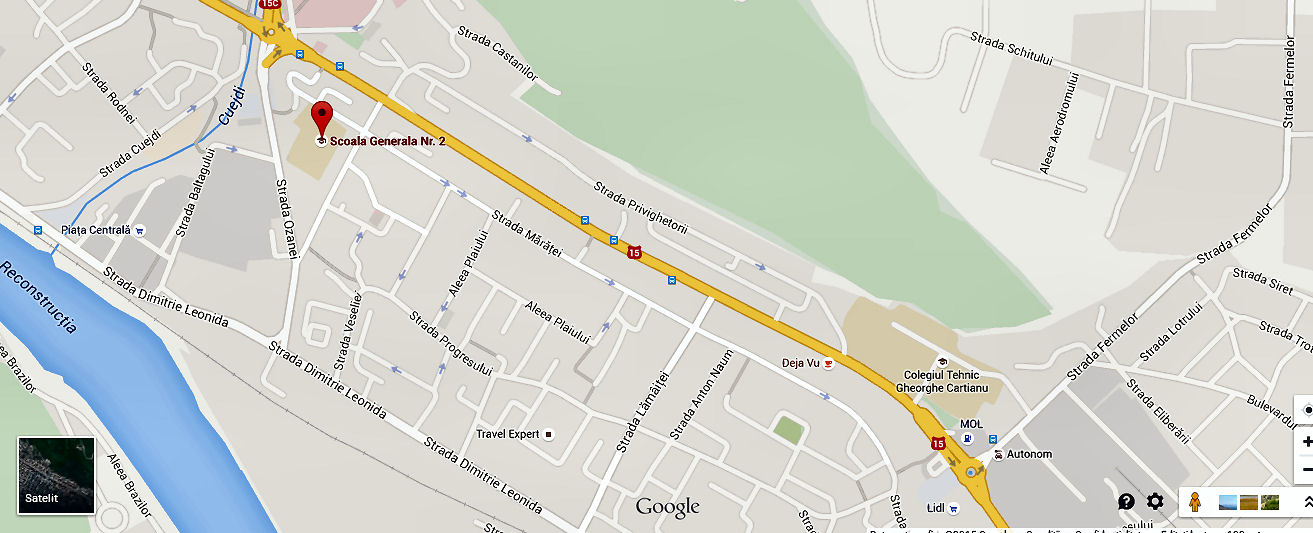 15C
Strada Castanilor
Strada Schitului
Strada Fermelor
Strada Rodnei
Cuejdi
Aleea Aerodromului
Strada Cuejdi
Scoala Generala Nr. 2
Strada Baltagului
Strada Privighetorii
Piața Centrală
Strada Ozanei
Strada Mărăței
Aleea Plaiului
15
Strada Fermelor
Reconstrucția
Strada Dimitrie Leonida
Strada Siret
Strada Veseliei
Aleea Plaiului
Strada Lotrului
Strada Progresului
Strada Fermelor
Strada Dimitrie Leonida
Deja Vu
Colegiul Tehnic
Gheorghe Cartianu
Aleea Brazilor
Strada Lămâiței
Strada Anton Naum
Strada Eliberării
Bulevardu
MOL
Travel Expert
15
Autonom
Strada Dimitrie Leonida
Aleea Brazilor
Satelit
Google
Lidl
Strada
Strada